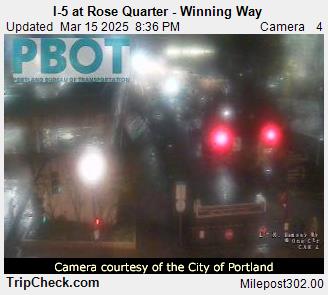 I-5 at Rose Quarter - Winning Way
Updated Mar 15 2025 8:36 PM Camera 4
PBOT
PORTLAND BUREAU OF TRANSPORTATION
Camera courtesy of the City of Portland
TripCheck.com Milepost302.00